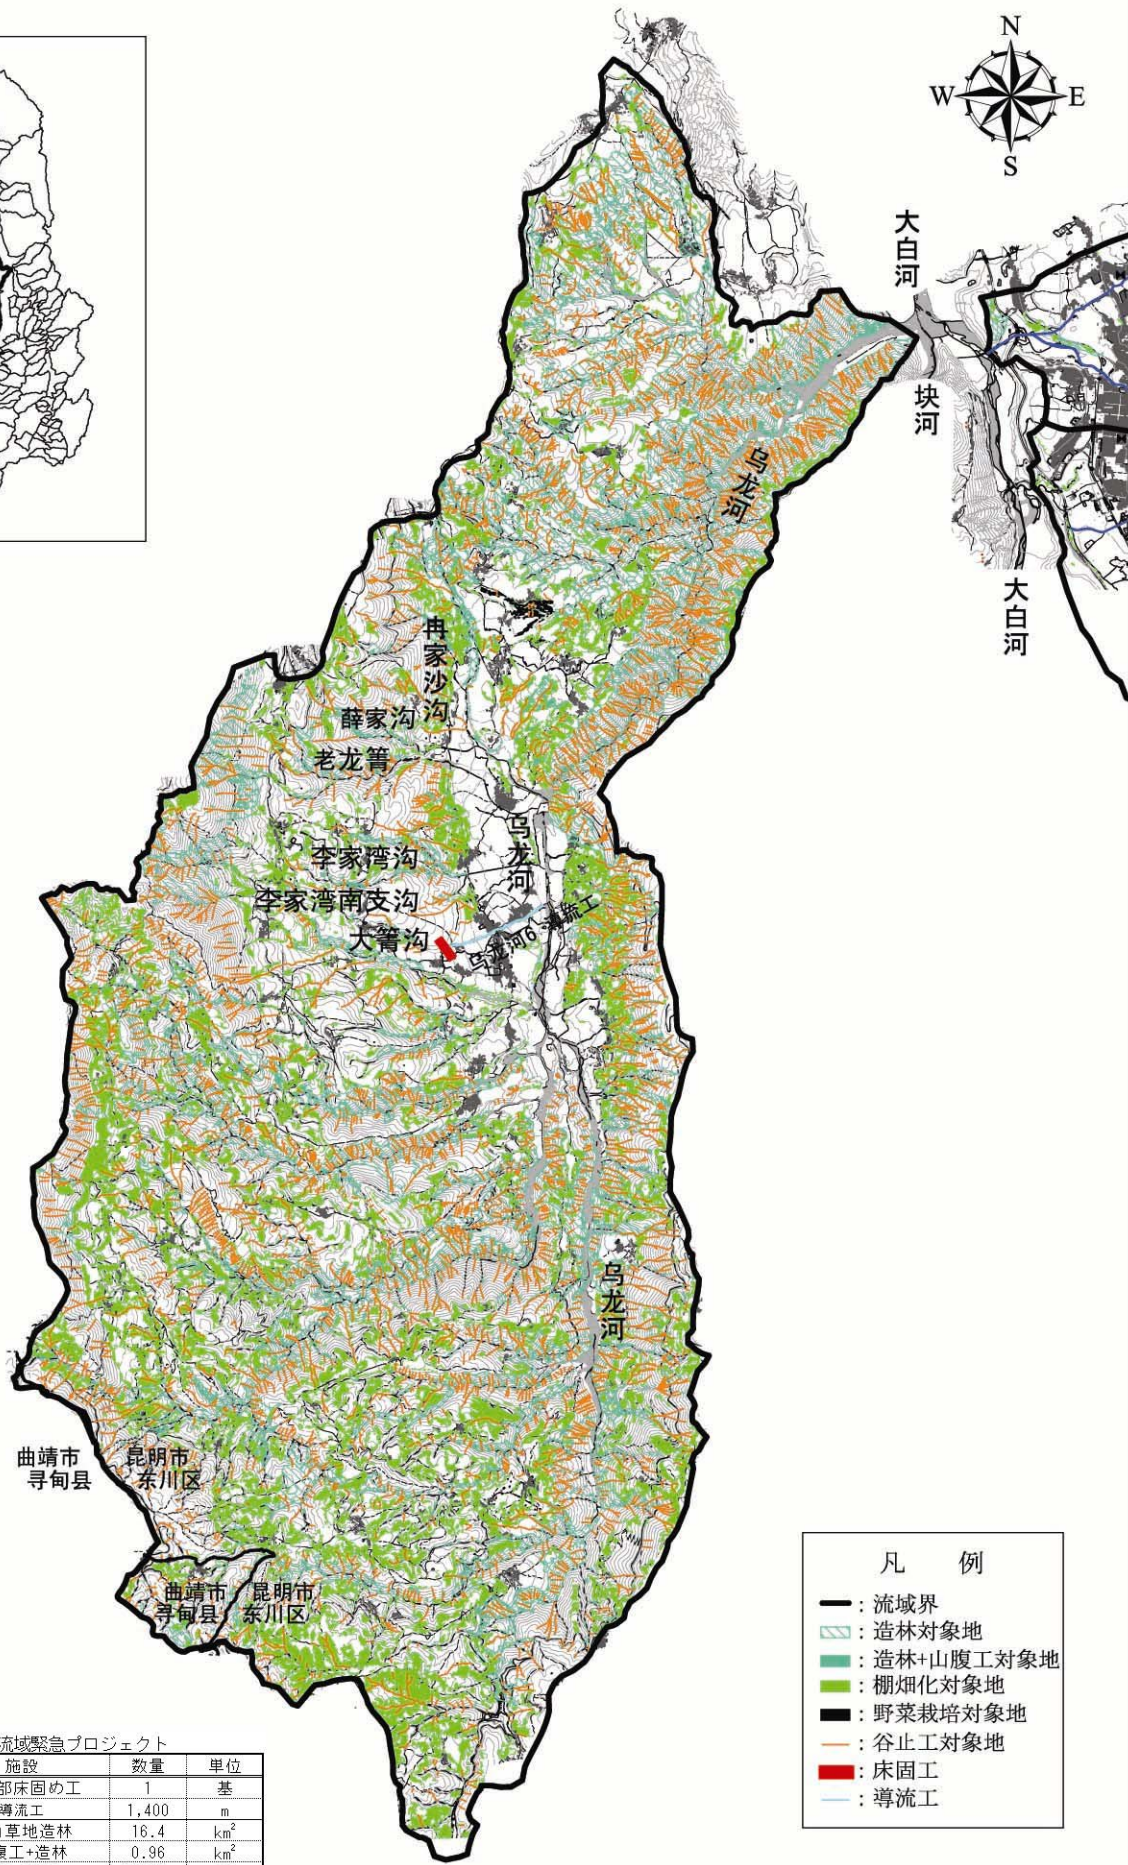 N
W
E
S
大白河
块河
乌龙河
大白河
冉家沙沟
薛家沟
老龙箐
乌龙河
李家湾沟
李家湾南支沟
大箐沟
乌龙河6 導流工
乌龙河
曲靖市
寻甸县
昆明市
东川区
曲靖市
寻甸县
昆明市
东川区
凡 例
: 流域界
: 造林対象地
: 造林+山腹工対象地
: 棚畑化対象地
: 野菜栽培対象地
: 谷止工対象地
: 床固工
: 導流工
流域緊急プロジェクト
施設 数量 単位
部床固め工 1 基
導流工 1,400 m
草地造林 16.4 km²
工+造林 0.96 km²